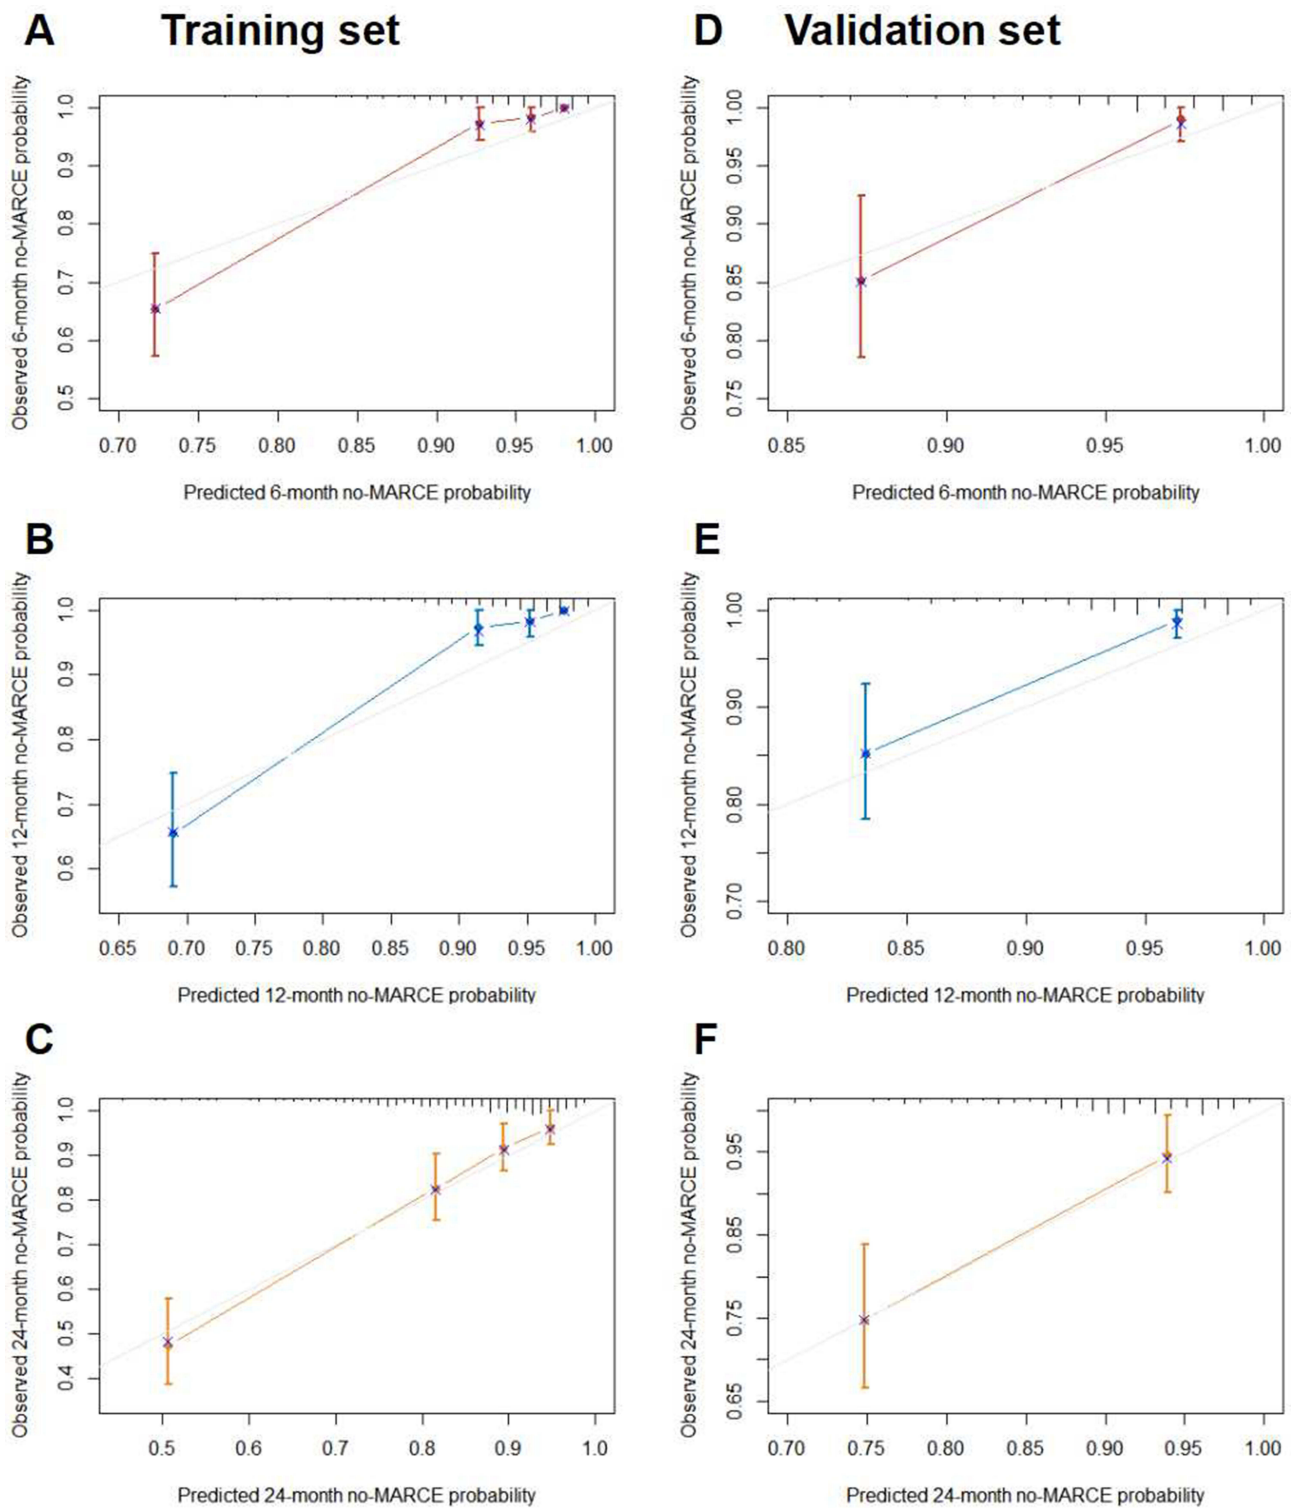 A Training set
D Validation set
Observed 6-month no-MARCE probability
1.0
0.9
0.8
0.7
0.6
0.5
0.70 0.75 0.80 0.85 0.90 0.95 1.00
Predicted 6-month no-MARCE probability
Observed 6-month no-MARCE probability
1.00
0.95
0.90
0.85
0.80
0.75
0.85 0.90 0.95 1.00
Predicted 6-month no-MARCE probability
B
Observed 12-month no-MARCE probability
1.0
0.9
0.8
0.7
0.6
0.65 0.70 0.75 0.80 0.85 0.90 0.95 1.00
Predicted 12-month no-MARCE probability
E
Observed 12-month no-MARCE probability
1.00
0.90
0.80
0.70
0.80 0.85 0.90 0.95 1.00
Predicted 12-month no-MARCE probability
C
Observed 24-month no-MARCE probability
1.0
0.9
0.8
0.7
0.6
0.5
0.4
0.5 0.6 0.7 0.8 0.9 1.0
Predicted 24-month no-MARCE probability
F
Observed 24-month no-MARCE probability
0.95
0.85
0.75
0.65
0.70 0.75 0.80 0.85 0.90 0.95 1.00
Predicted 24-month no-MARCE probability